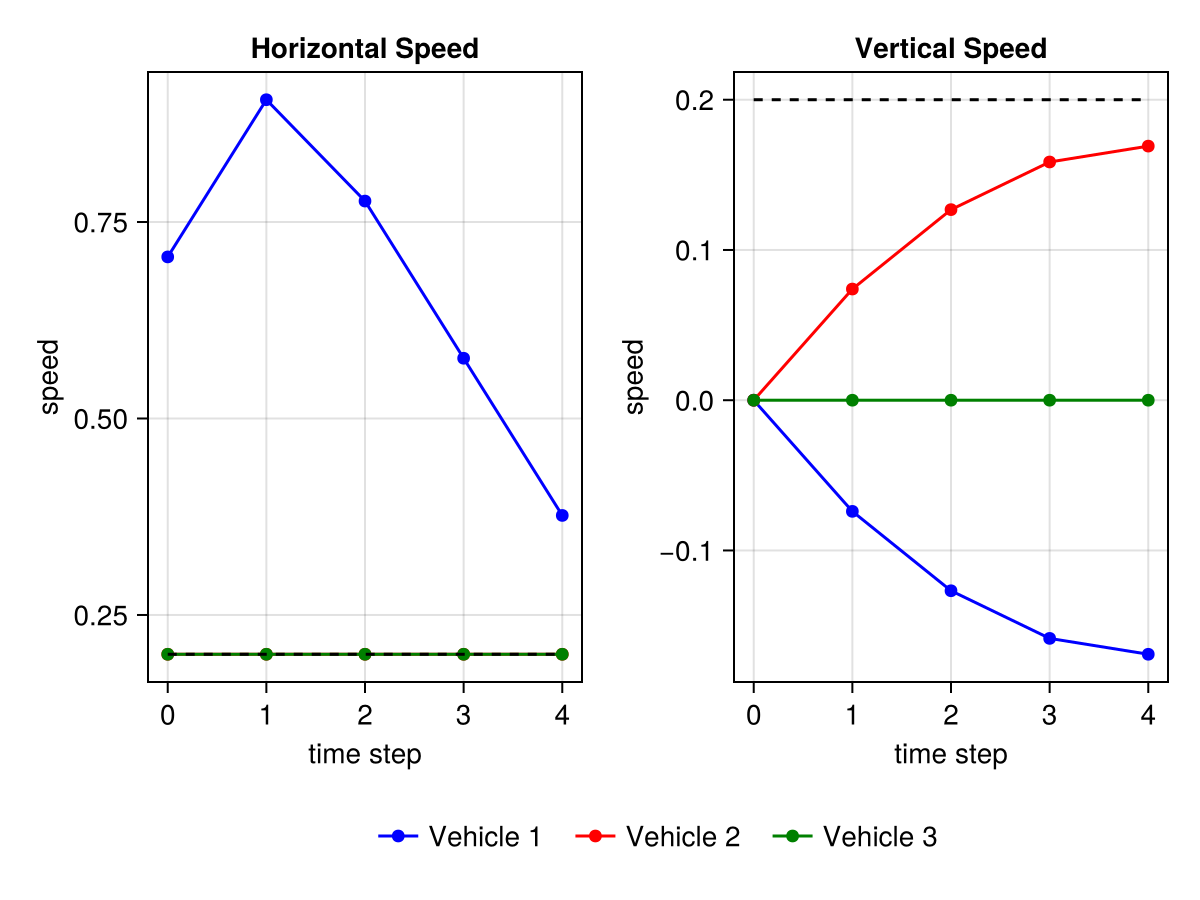 Horizontal Speed
speed
0.75
0.50
0.25
0 1 2 3 4
time step
Vertical Speed
speed
0.2
0.1
0.0
−0.1
0 1 2 3 4
time step
Vehicle 1 Vehicle 2 Vehicle 3